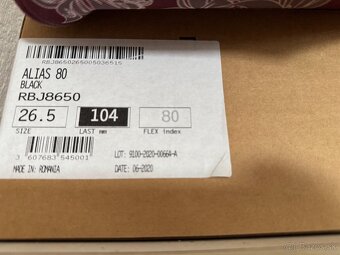 RBJ8650265005036515
ALIAS 80
BLACK
RBJ8650
26.5 104 80
SIZE LAST mm FLEX index
3 607683 545001
LOT: 9100-2020-00664-A
MADE IN: ROMANIA DATE: 06-2020